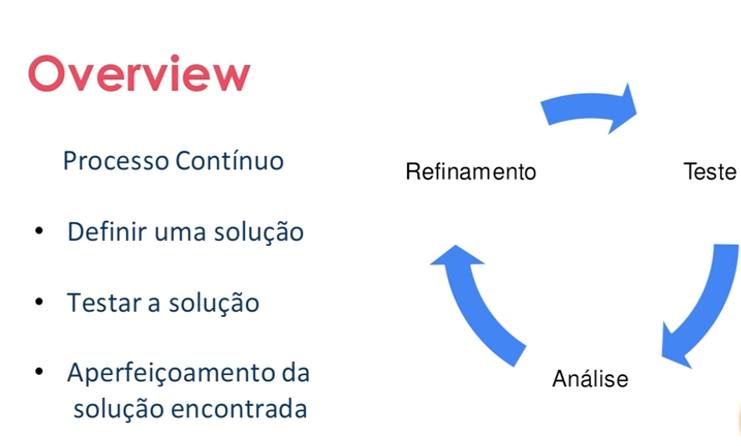 Overview
Processo Contínuo
• Definir uma solução
• Testar a solução
• Aperfeiçoamento da
solução encontrada
Refinamento
Teste
Análise